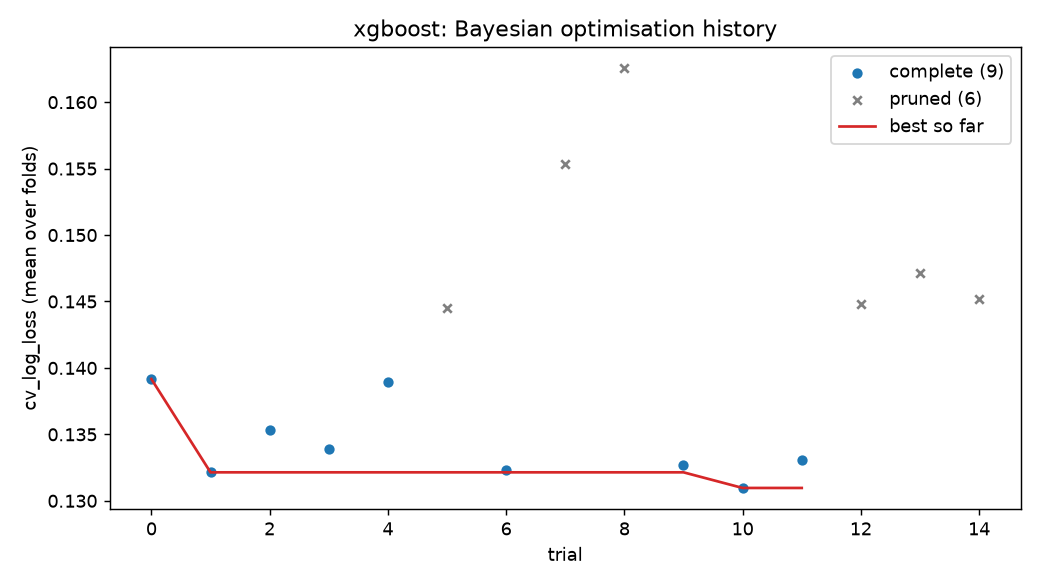 xgboost: Bayesian optimisation history
complete (9)
pruned (6)
best so far
cv_log_loss (mean over folds)
0.160
0.155
0.150
0.145
0.140
0.135
0.130
0 2 4 6 8 10 12 14
trial